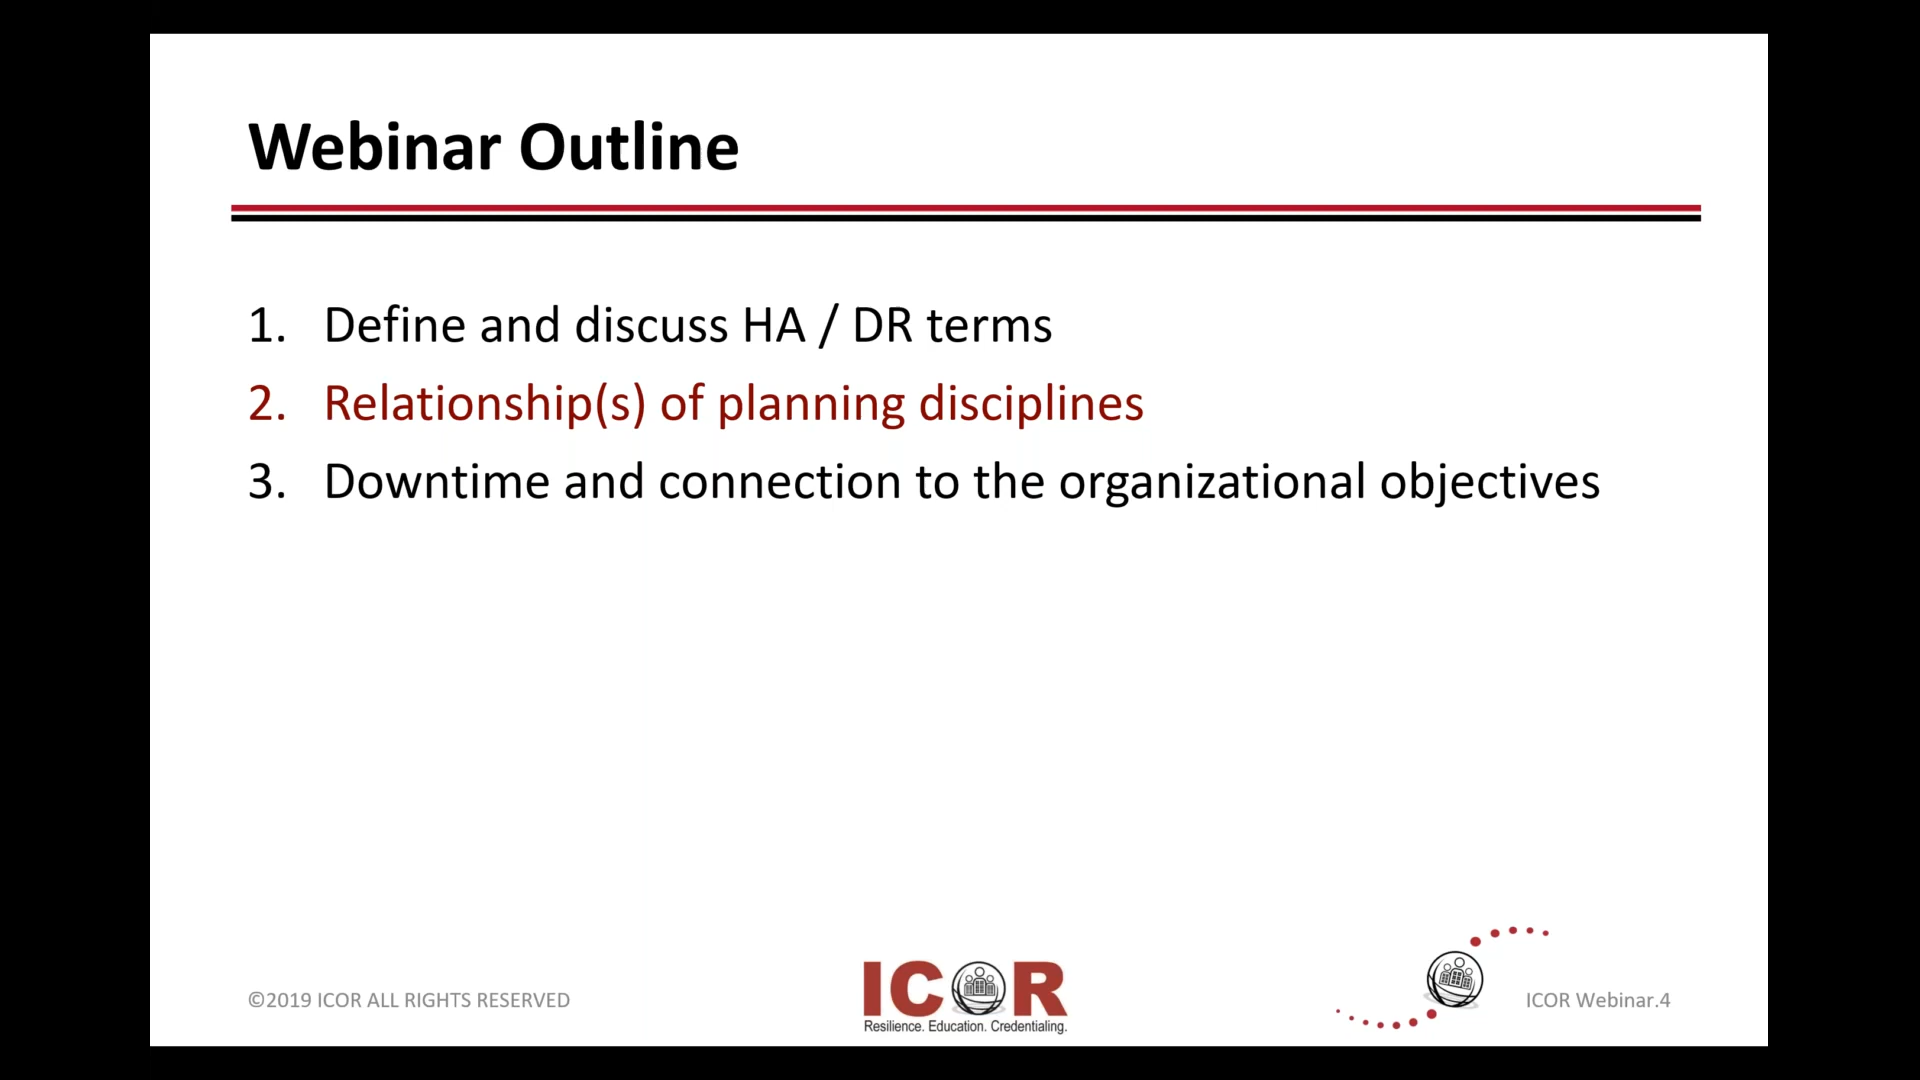 Webinar Outline
1. Define and discuss HA / DR terms
2. Relationship(s) of planning disciplines
3. Downtime and connection to the organizational objectives
©2019 ICOR ALL RIGHTS RESERVED
ICOR
Resilience. Education. Credentialing.
ICOR Webinar.4